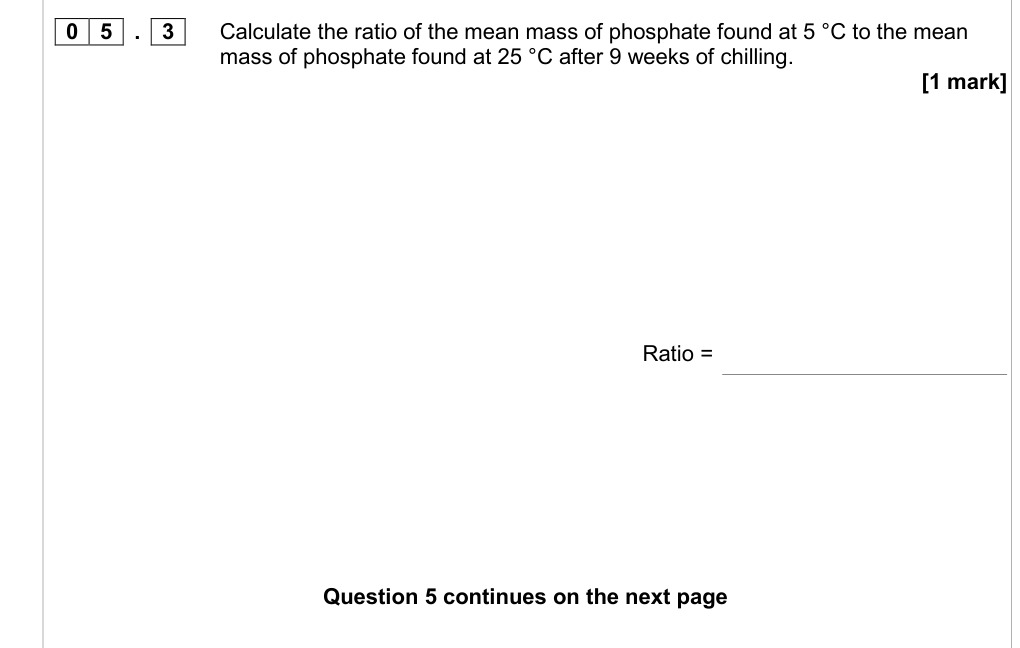 0 5 . 3 Calculate the ratio of the mean mass of phosphate found at 5 °C to the mean
mass of phosphate found at 25 °C after 9 weeks of chilling.
[1 mark]
Ratio =
Question 5 continues on the next page